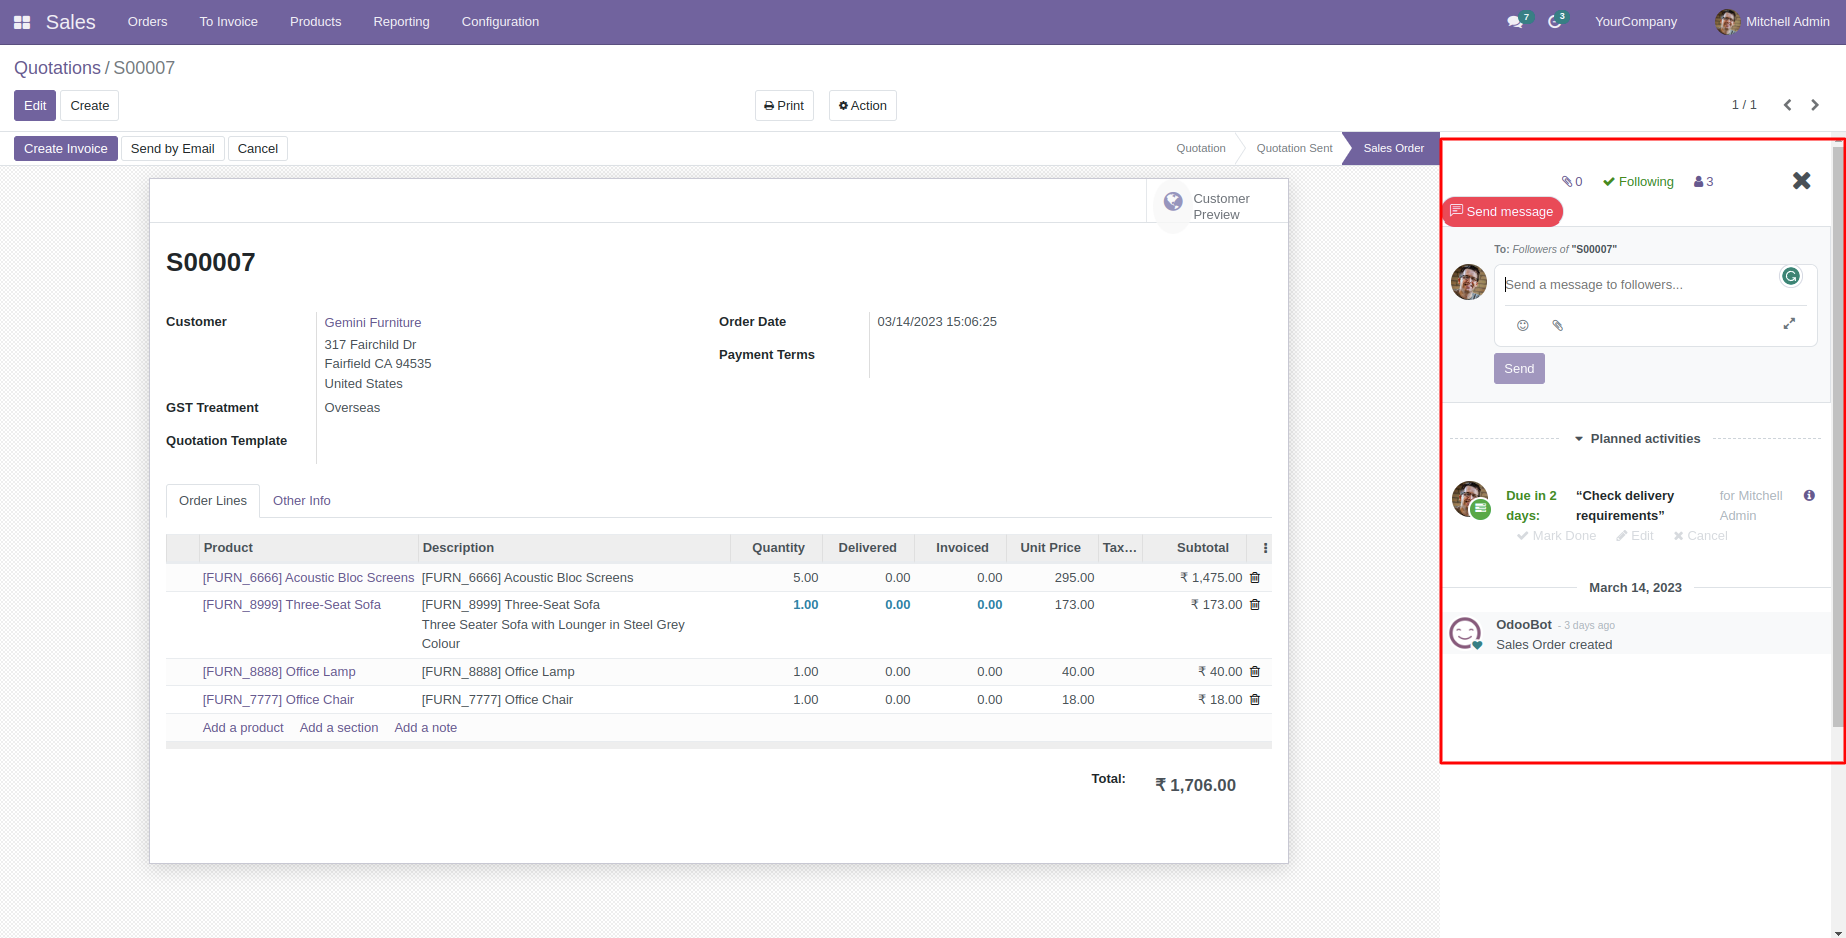 Sales Orders To Invoice Products Reporting Configuration 7 3 YourCompany Mitchell Admin
Quotations / S00007
Edit Create Print Action 1 / 1
Create Invoice Send by Email Cancel Quotation Quotation Sent Sales Order
Customer
Preview
S00007
Customer Gemini Furniture
317 Fairchild Dr
Fairfield CA 94535
United States
GST Treatment Overseas
Quotation Template
Order Date 03/14/2023 15:06:25
Payment Terms
Order Lines Other Info
Product Description Quantity Delivered Invoiced Unit Price Tax… Subtotal
[FURN_6666] Acoustic Bloc Screens [FURN_6666] Acoustic Bloc Screens 5.00 0.00 0.00 295.00 ₹ 1,475.00
[FURN_8999] Three-Seat Sofa [FURN_8999] Three-Seat Sofa 1.00 0.00 0.00 173.00 ₹ 173.00
Three Seater Sofa with Lounger in Steel Grey
Colour
[FURN_8888] Office Lamp [FURN_8888] Office Lamp 1.00 0.00 0.00 40.00 ₹ 40.00
[FURN_7777] Office Chair [FURN_7777] Office Chair 1.00 0.00 0.00 18.00 ₹ 18.00
Add a product Add a section Add a note
Total: ₹ 1,706.00
0 Following 3
Send message
To: Followers of "S00007"
Send a message to followers...
Send
Planned activities
Due in 2 “Check delivery for Mitchell
days: requirements” Admin
Mark Done Edit Cancel
March 14, 2023
OdooBot - 3 days ago
Sales Order created